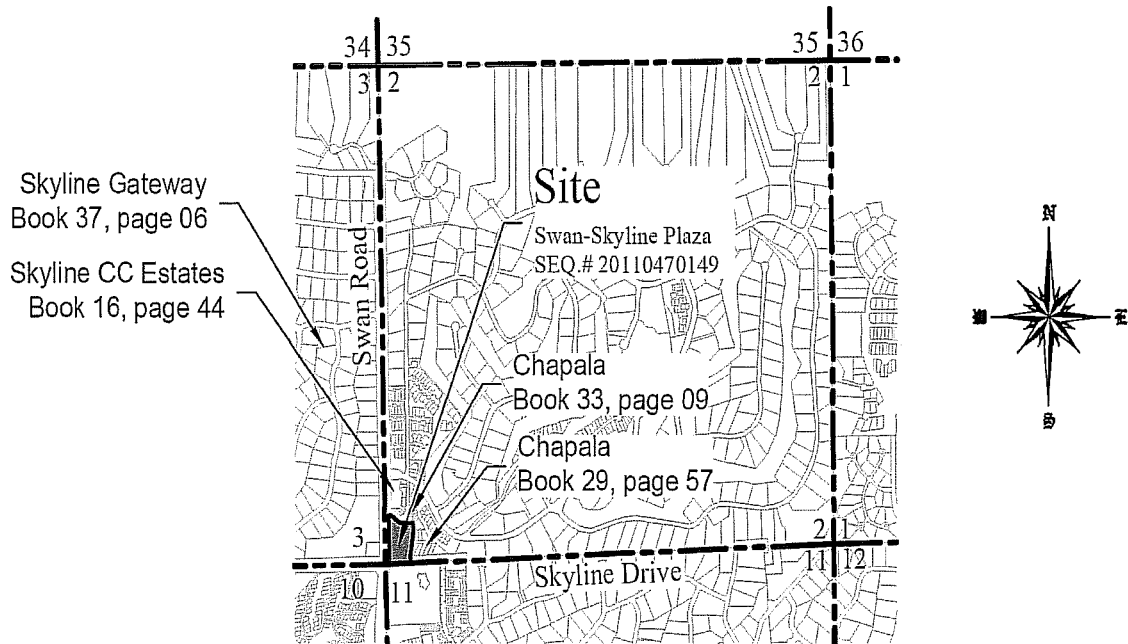 34 35
35 36
3 2
2 1
Skyline Gateway
Book 37, page 06
Skyline CC Estates
Book 16, page 44
Swan Road
Site
Swan-Skyline Plaza
SEQ.# 20110470149
Chapala
Book 33, page 09
Chapala
Book 29, page 57
3
2 1
10 11
11 12
Skyline Drive
N
E
S